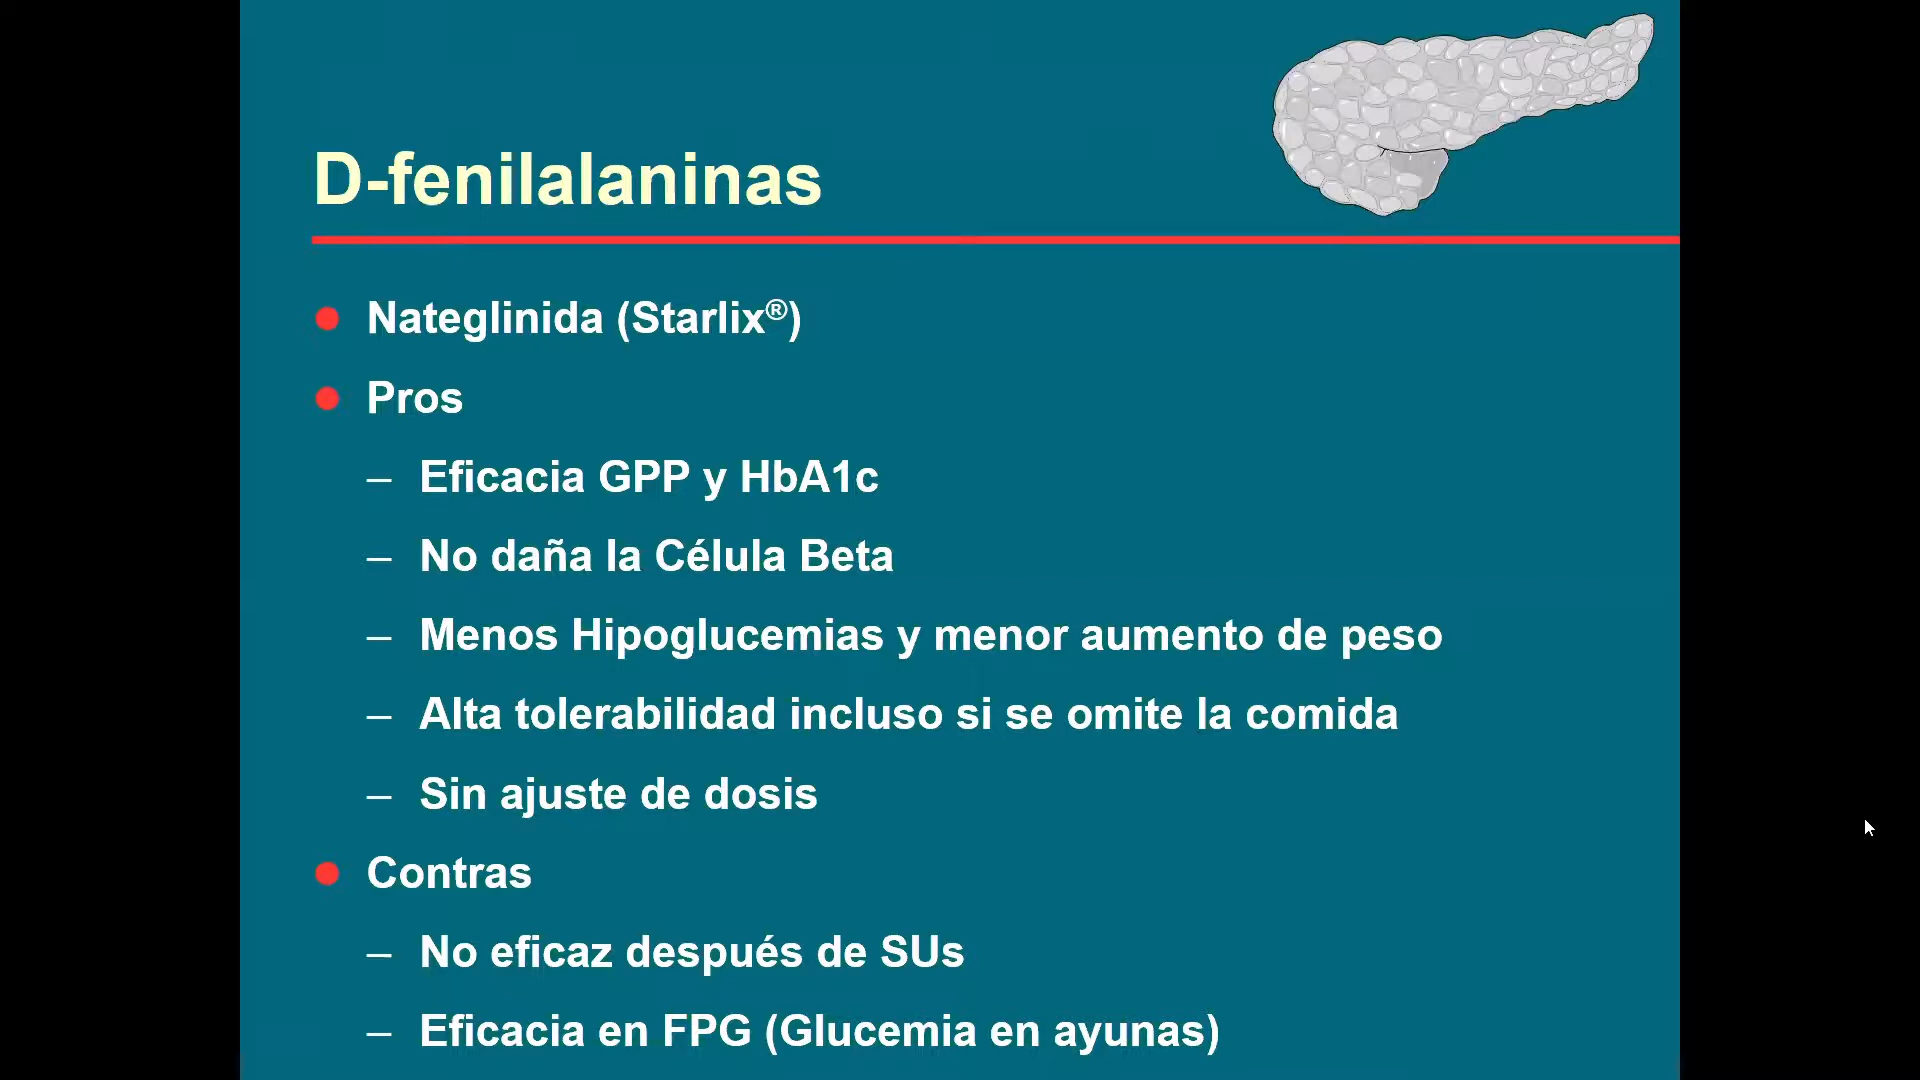 D-fenilalaninas
Nateglinida (Starlix®)
Pros
– Eficacia GPP y HbA1c
– No daña la Célula Beta
– Menos Hipoglucemias y menor aumento de peso
– Alta tolerabilidad incluso si se omite la comida
– Sin ajuste de dosis
Contras
– No eficaz después de SUs
– Eficacia en FPG (Glucemia en ayunas)